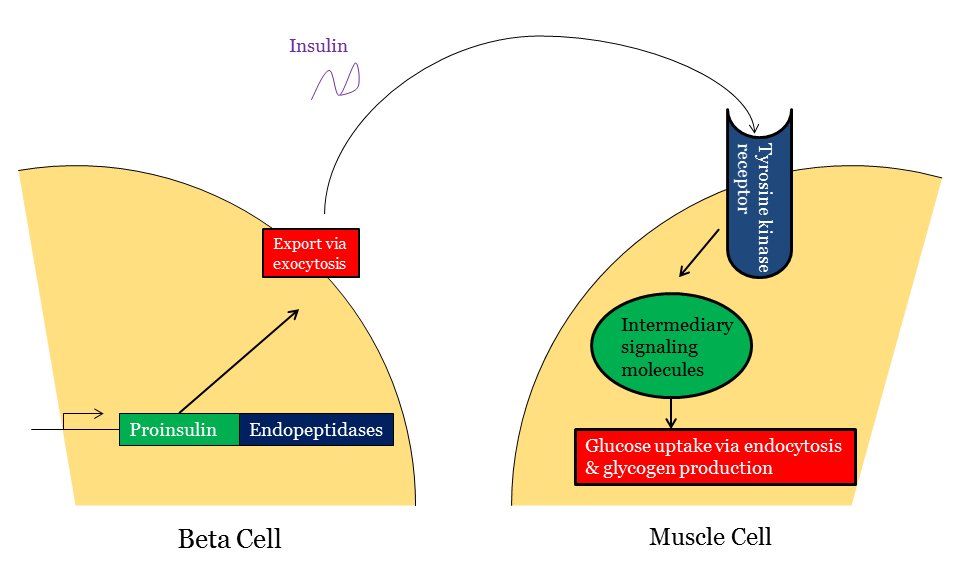 Insulin
Tyrosine kinase
receptor
Export via
exocytosis
Intermediary
signaling
molecules
Proinsulin
Endopeptidases
Glucose uptake via endocytosis
& glycogen production
Beta Cell
Muscle Cell